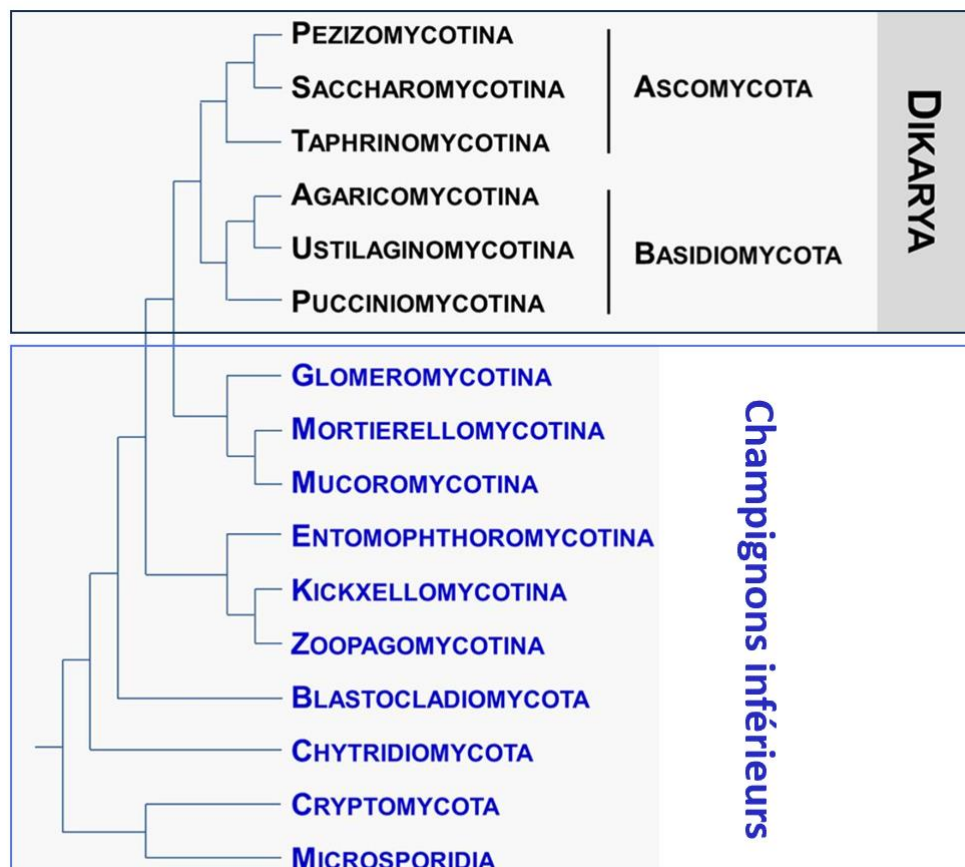 PEZIZOMYCOTINA
SACCHAROMYCOTINA
ASCOMYCOTA
TAPHRINOMYCOTINA
DIKARYA
AGARICOMYCOTINA
USTILAGINOMYCOTINA
BASIDIOMYCOTA
PUCCINIOMYCOTINA
GLOMEROMYCOTINA
MORTIERELLOMYCOTINA
MUCOROMYCOTINA
ENTOMOPHTHOROMYCOTINA
KICKXELLOMYCOTINA
ZOOPAGOMYCOTINA
BLASTOCLADIOMYCOTA
CHYTRIDIOMYCOTA
CRYPTOMYCOTA
MICROSPORIDIA
Champignons inférieurs